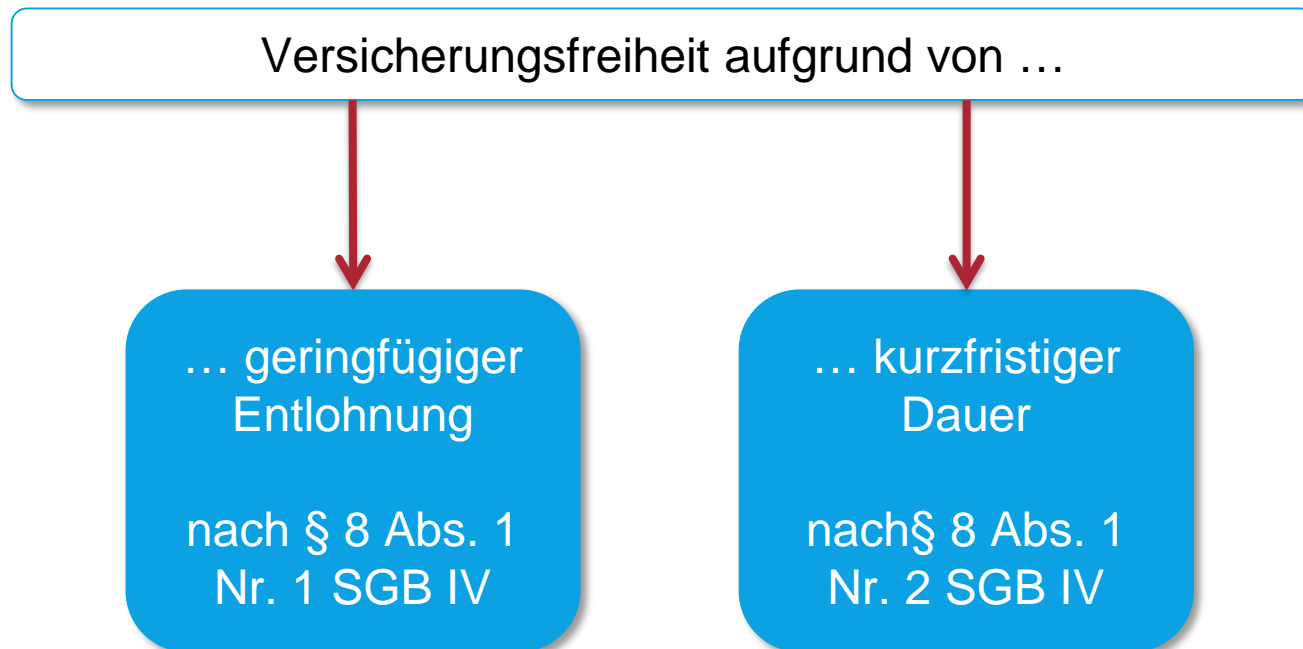 Versicherungsfreiheit aufgrund von …
… geringfügiger
Entlohnung
nach § 8 Abs. 1
Nr. 1 SGB IV
… kurzfristiger
Dauer
nach§ 8 Abs. 1
Nr. 2 SGB IV